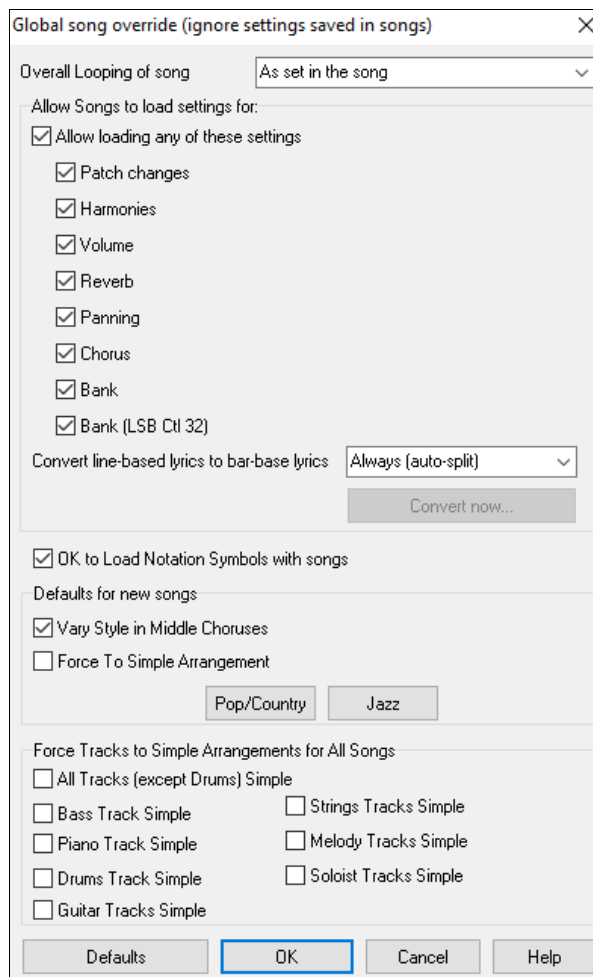 Global song override (ignore settings saved in songs)
Overall Looping of song As set in the song
Allow Songs to load settings for:
Allow loading any of these settings
Patch changes
Harmonies
Volume
Reverb
Panning
Chorus
Bank
Bank (LSB Ctl 32)
Convert line-based lyrics to bar-base lyrics Always (auto-split)
Convert now...
OK to Load Notation Symbols with songs
Defaults for new songs
Vary Style in Middle Choruses
Force To Simple Arrangement
Pop/Country Jazz
Force Tracks to Simple Arrangements for All Songs
All Tracks (except Drums) Simple
Bass Track Simple Strings Tracks Simple
Piano Track Simple Melody Tracks Simple
Drums Track Simple Soloist Tracks Simple
Guitar Tracks Simple
Defaults OK Cancel Help